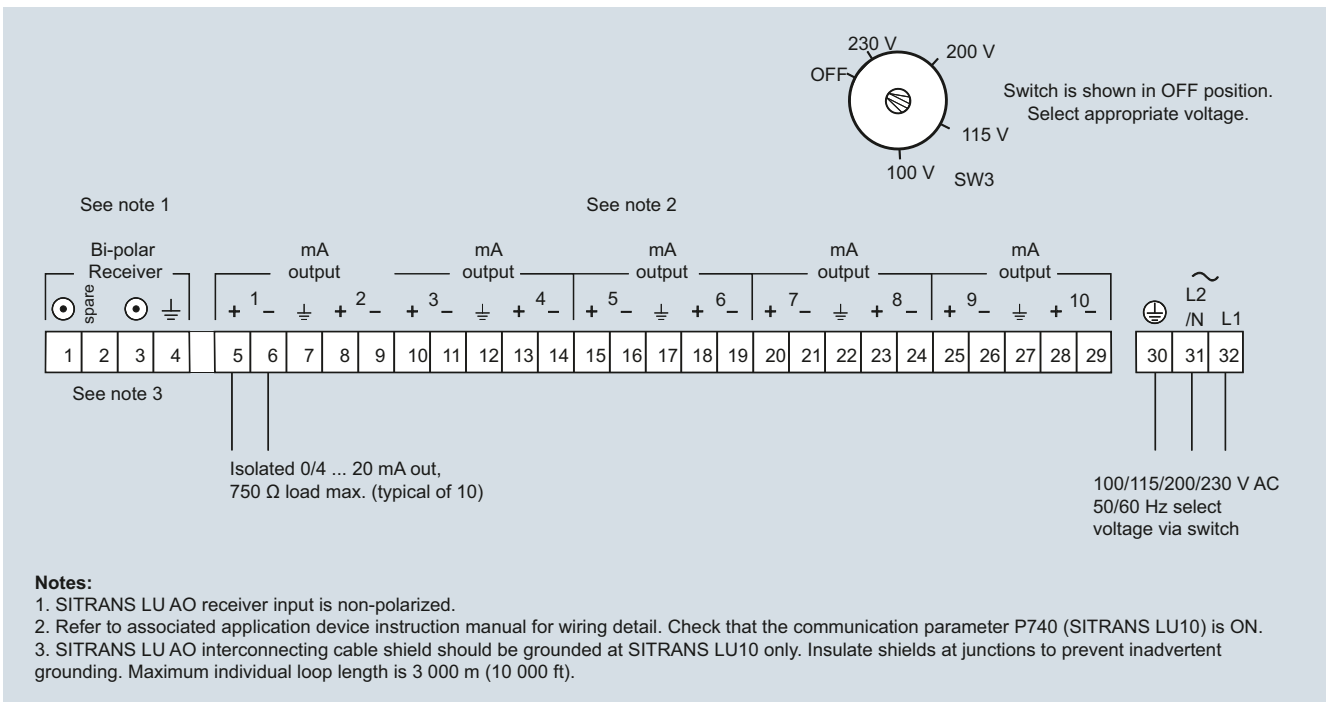 230 V
200 V
OFF
Switch is shown in OFF position.
Select appropriate voltage.
115 V
100 V
SW3
See note 1
See note 2
Bi-polar
Receiver
mA
output
mA
output
mA
output
mA
output
mA
output
spare
+ 1 − + 2 − + 3 − + 4 − + 5 − + 6 − + 7 − + 8 − + 9 − + 10 −
L2
/N
L1
1 2 3 4 5 6 7 8 9 10 11 12 13 14 15 16 17 18 19 20 21 22 23 24 25 26 27 28 29 30 31 32
See note 3
Isolated 0/4 ... 20 mA out,
750 Ω load max. (typical of 10)
100/115/200/230 V AC
50/60 Hz select
voltage via switch
Notes:
1. SITRANS LU AO receiver input is non-polarized.
2. Refer to associated application device instruction manual for wiring detail. Check that the communication parameter P740 (SITRANS LU10) is ON.
3. SITRANS LU AO interconnecting cable shield should be grounded at SITRANS LU10 only. Insulate shields at junctions to prevent inadvertent
grounding. Maximum individual loop length is 3 000 m (10 000 ft).